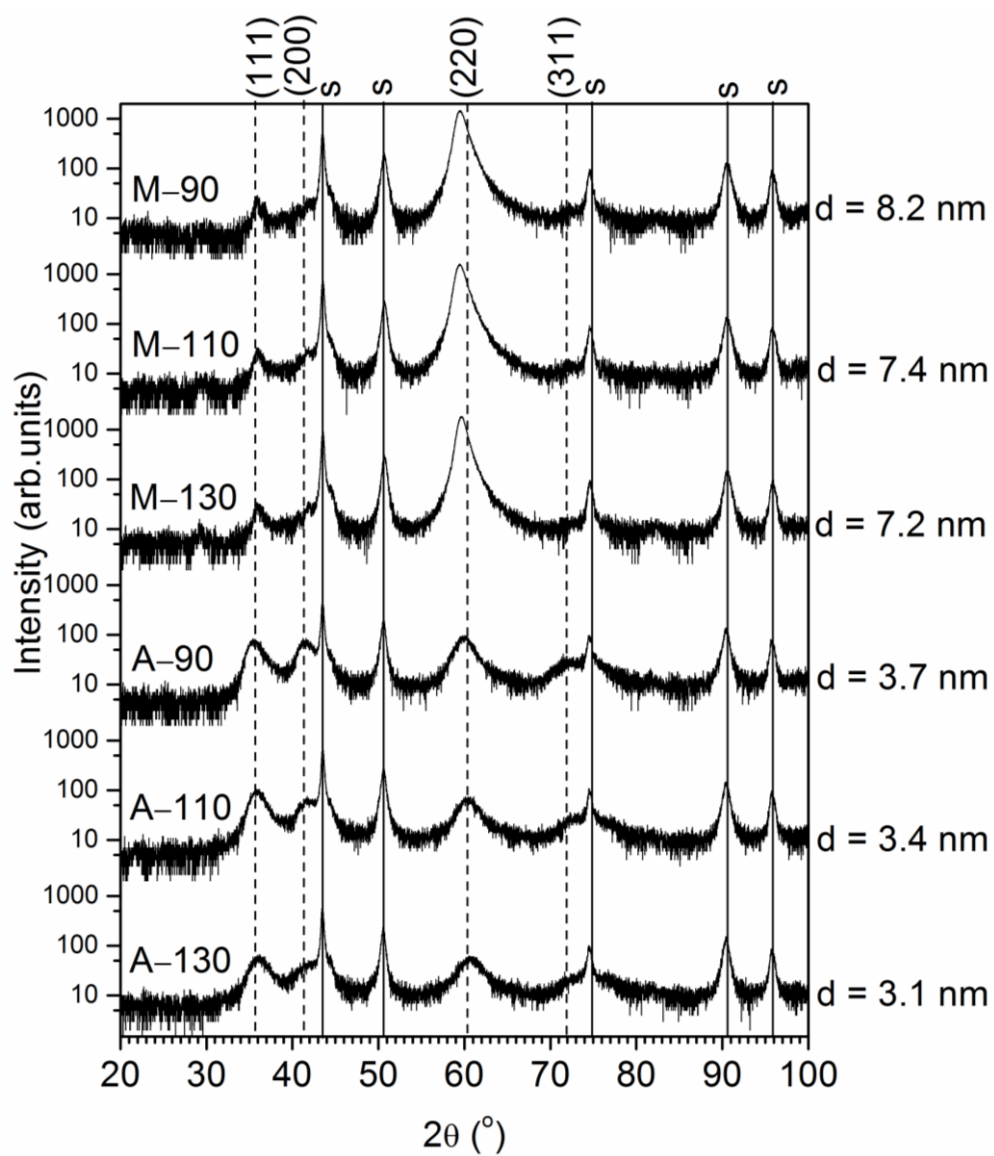 (111)
(200)
s
s
(220)
(311)
s
s
s
1000
100
10
M–90
d = 8.2 nm
1000
100
10
M–110
d = 7.4 nm
1000
100
10
M–130
d = 7.2 nm
1000
100
10
A–90
d = 3.7 nm
1000
100
10
A–110
d = 3.4 nm
1000
100
10
A–130
d = 3.1 nm
Intensity (arb.units)
20 30 40 50 60 70 80 90 100
2θ (°)